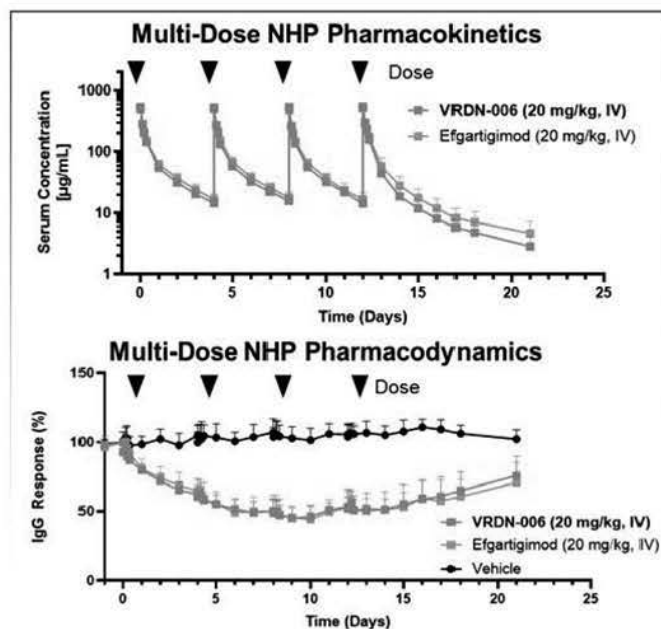 Multi-Dose NHP Pharmacokinetics
Dose
1000
100
10
1
Serum Concentration
[µg/mL]
VRDN-006 (20 mg/kg, IV)
Efgartigimod (20 mg/kg, IV)
0 5 10 15 20 25
Time (Days)
Multi-Dose NHP Pharmacodynamics
Dose
150
100
50
0
IgG Response (%)
VRDN-006 (20 mg/kg, IV)
Efgartigimod (20 mg/kg, IV)
Vehicle
0 5 10 15 20 25
Time (Days)